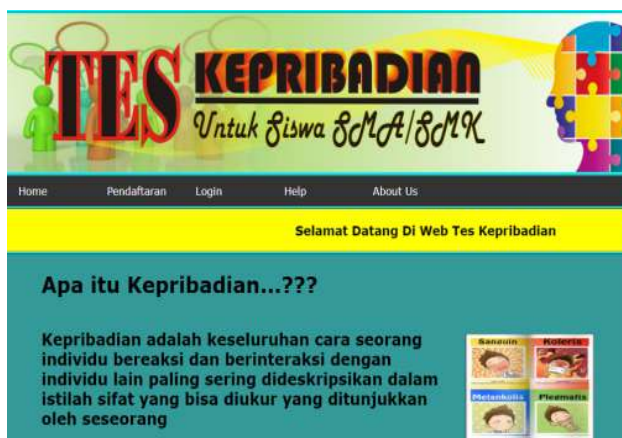 TES KEPRIBADIAN
Untuk Siswa SMA/SMK
Home Pendaftaran Login Help About Us
Selamat Datang Di Web Tes Kepribadian
Apa itu Kepribadian...???
Kepribadian adalah keseluruhan cara seorang
individu bereaksi dan berinteraksi dengan
individu lain paling sering dideskripsikan dalam
istilah sifat yang bisa diukur yang ditunjukkan
oleh seseorang
Sanguin Koleris
Melankolis Plegmatis